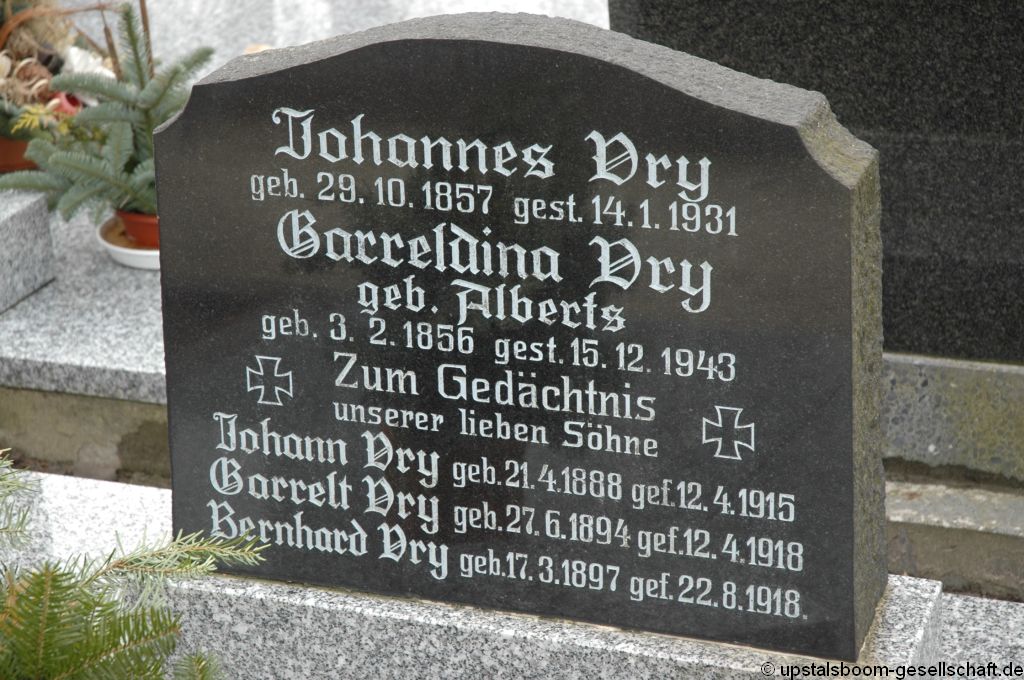 Johannes Vry
geb. 29. 10. 1857 gest. 14. 1. 1931
Garreldina Vry
geb. Alberts
geb. 3. 2. 1856 gest. 15. 12. 1943
Zum Gedächtnis
unserer lieben Söhne
Johann Vry geb. 21. 4. 1888 gef. 12. 4. 1915
Garrelt Vry geb. 27. 6. 1894 gef. 12. 4. 1918
Bernhard Vry geb. 17. 3. 1897 gef. 22. 8. 1918.
© upstalsboom-gesellschaft.de